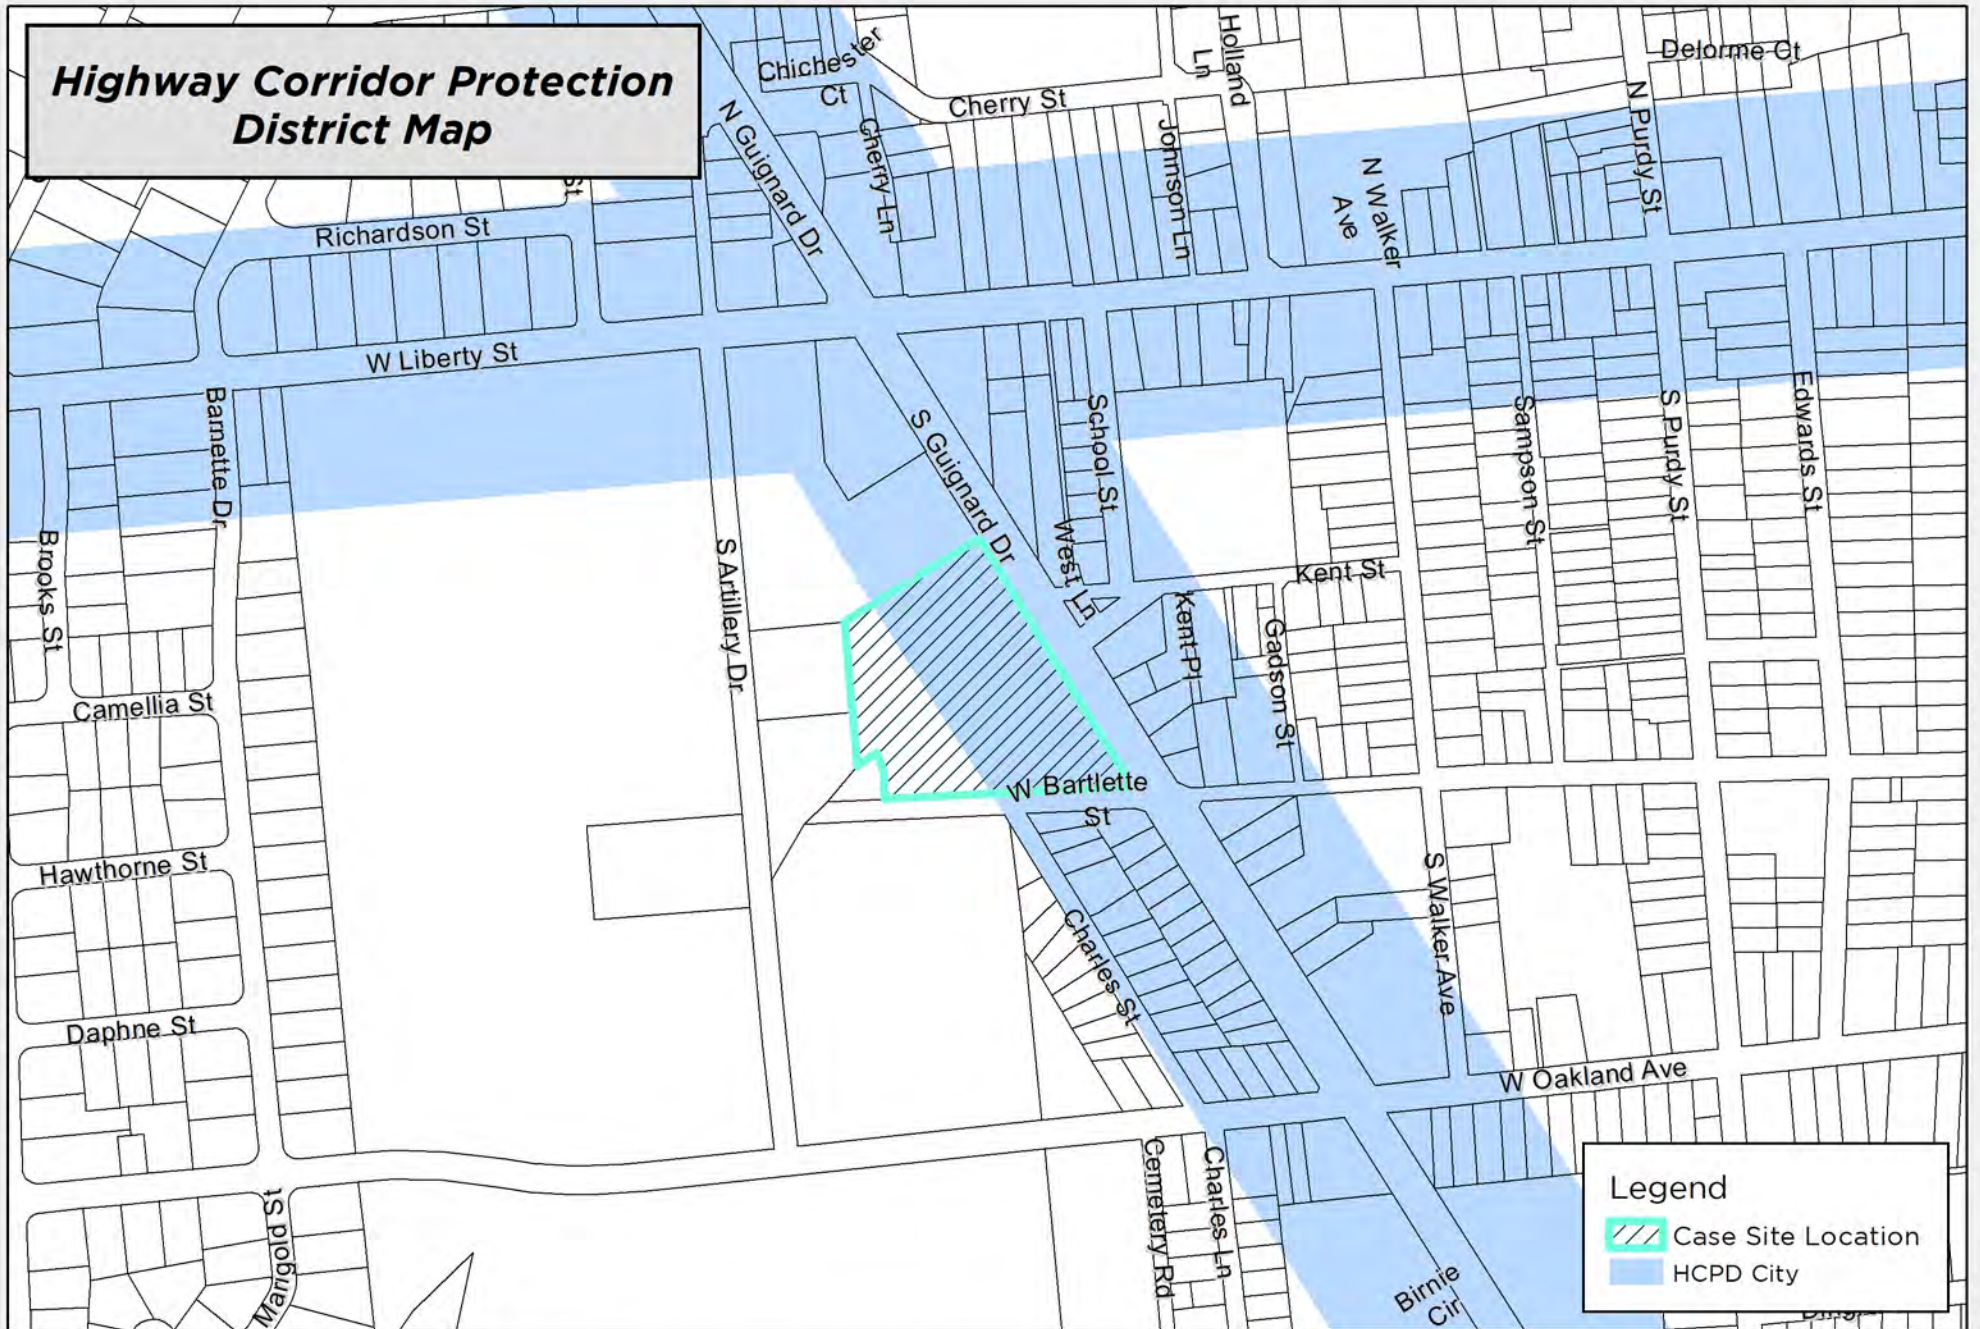 Highway Corridor Protection
District Map
Chichester
Ct
Cherry St
Holland
Ln
Delorme Ct
N Guignard Dr
Cherry Ln
Johnson Ln
N Walker
Ave
N Purdy St
St
Richardson St
W Liberty St
Barnette Dr
Brooks St
S Guignard Dr
School St
West Ln
Sampson St
S Purdy St
Edwards St
S Artillery Dr
Kent St
Kent Pl
Gadson St
Camellia St
W Bartlette
St
Hawthorne St
S Walker Ave
Charles St
Daphne St
W Oakland Ave
Marigold St
Cemetery Rd
Charles Ln
Birnie
Cir
Legend
Case Site Location
HCPD City